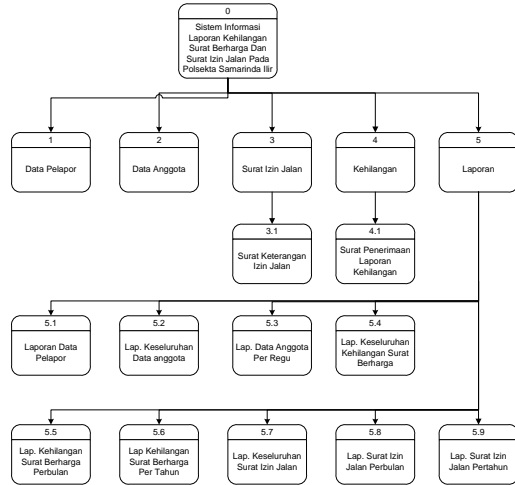 0
Sistem Informasi
Laporan Kehilangan
Surat Berharga Dan
Surat Izin Jalan Pada
Polsekta Samarinda Ilir
1
Data Pelapor
2
Data Anggota
3
Surat Izin Jalan
4
Kehilangan
5
Laporan
3.1
Surat Keterangan
Izin Jalan
4.1
Surat Penerimaan
Laporan
Kehilangan
5.1
Laporan Data
Pelapor
5.2
Lap. Keseluruhan
Data anggota
5.3
Lap. Data Anggota
Per Regu
5.4
Lap. Keseluruhan
Kehilangan Surat
Berharga
5.5
Lap. Kehilangan
Surat Berharga
Perbulan
5.6
Lap Kehilangan
Surat Berharga
Per Tahun
5.7
Lap. Keseluruhan
Surat Izin Jalan
5.8
Lap. Surat Izin
Jalan Perbulan
5.9
Lap. Surat Izin
Jalan Pertahun